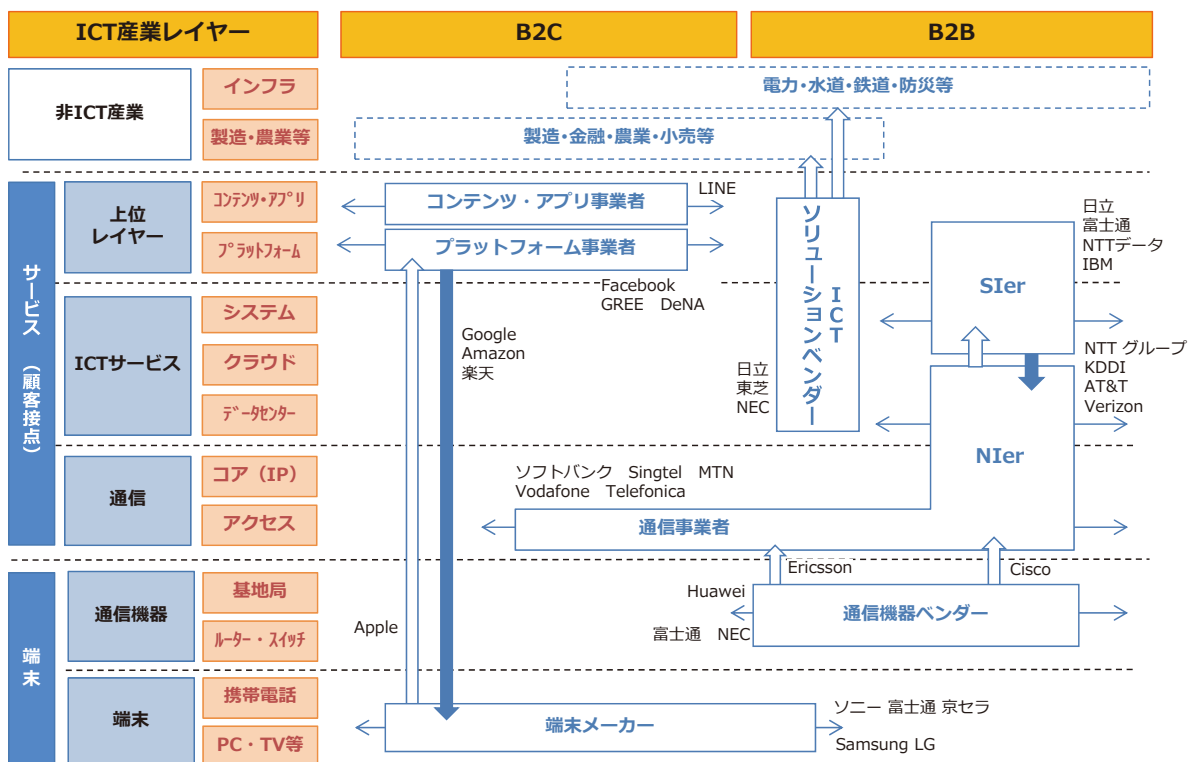 ICT産業レイヤー
B2C
B2B
非ICT産業
インフラ
製造・農業等
電力・水道・鉄道・防災等
製造・金融・農業・小売等
サービス（顧客接点）
上位
レイヤー
コンテンツ・アプリ
プラットフォーム
コンテンツ・アプリ事業者
LINE
プラットフォーム事業者
Facebook
GREE DeNA
Google
Amazon
楽天
ICT
ソリューションベンダー
日立
東芝
NEC
日立
富士通
NTTデータ
IBM
SIer
ICTサービス
システム
クラウド
データセンター
NTT グループ
KDDI
AT&T
Verizon
NIer
通信
コア（IP）
アクセス
ソフトバンク Singtel MTN
Vodafone Telefonica
通信事業者
端末
通信機器
基地局
ルーター・スイッチ
Apple
Ericsson
Cisco
Huawei
富士通 NEC
通信機器ベンダー
端末
携帯電話
PC・TV等
端末メーカー
ソニー 富士通 京セラ
Samsung LG